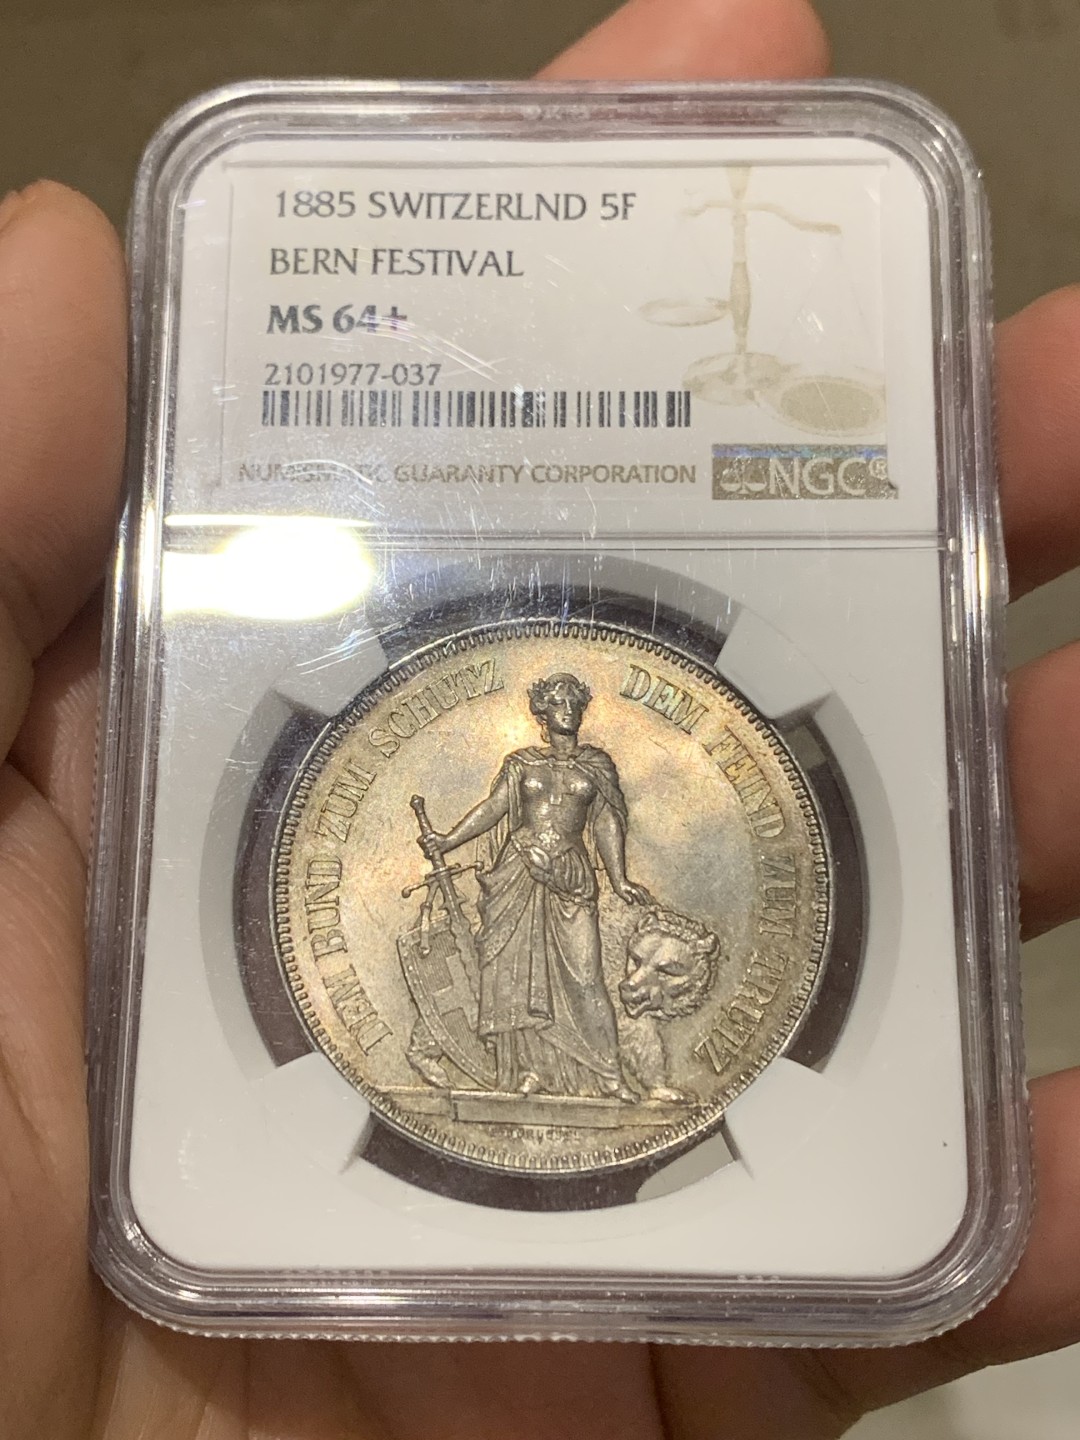 1885 SWITZERLND 5F
BERN FESTIVAL
MS 64+
2101977-037
NUMISMATIC GUARANTY CORPORATION
NGC®
DEM BUND ZUM SCHUTZ
DEM FEIND ZUM TRUTZ